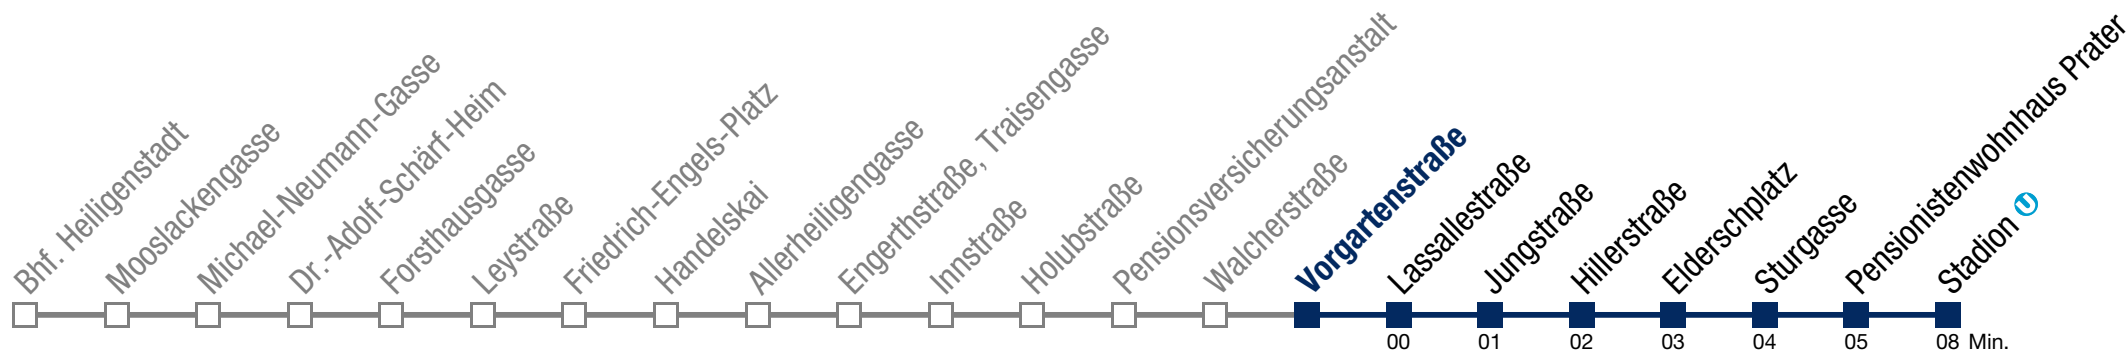 Bhf. Heiligenstadt
Mooslackengasse
Michael-Neumann-Gasse
Dr.-Adolf-Schärf-Heim
Forsthausgasse
Leystraße
Friedrich-Engels-Platz
Handelskai
Allerheiligengasse
Engerthstraße, Traisengasse
Innstraße
Holubstraße
Pensionsversicherungsanstalt
Walcherstraße
Vorgartenstraße
Lassallestraße
Jungstraße
Hillerstraße
Elderschplatz
Sturgasse
Pensionistenwohnhaus Prater
Stadion U
00 01 02 03 04 05 08 Min.